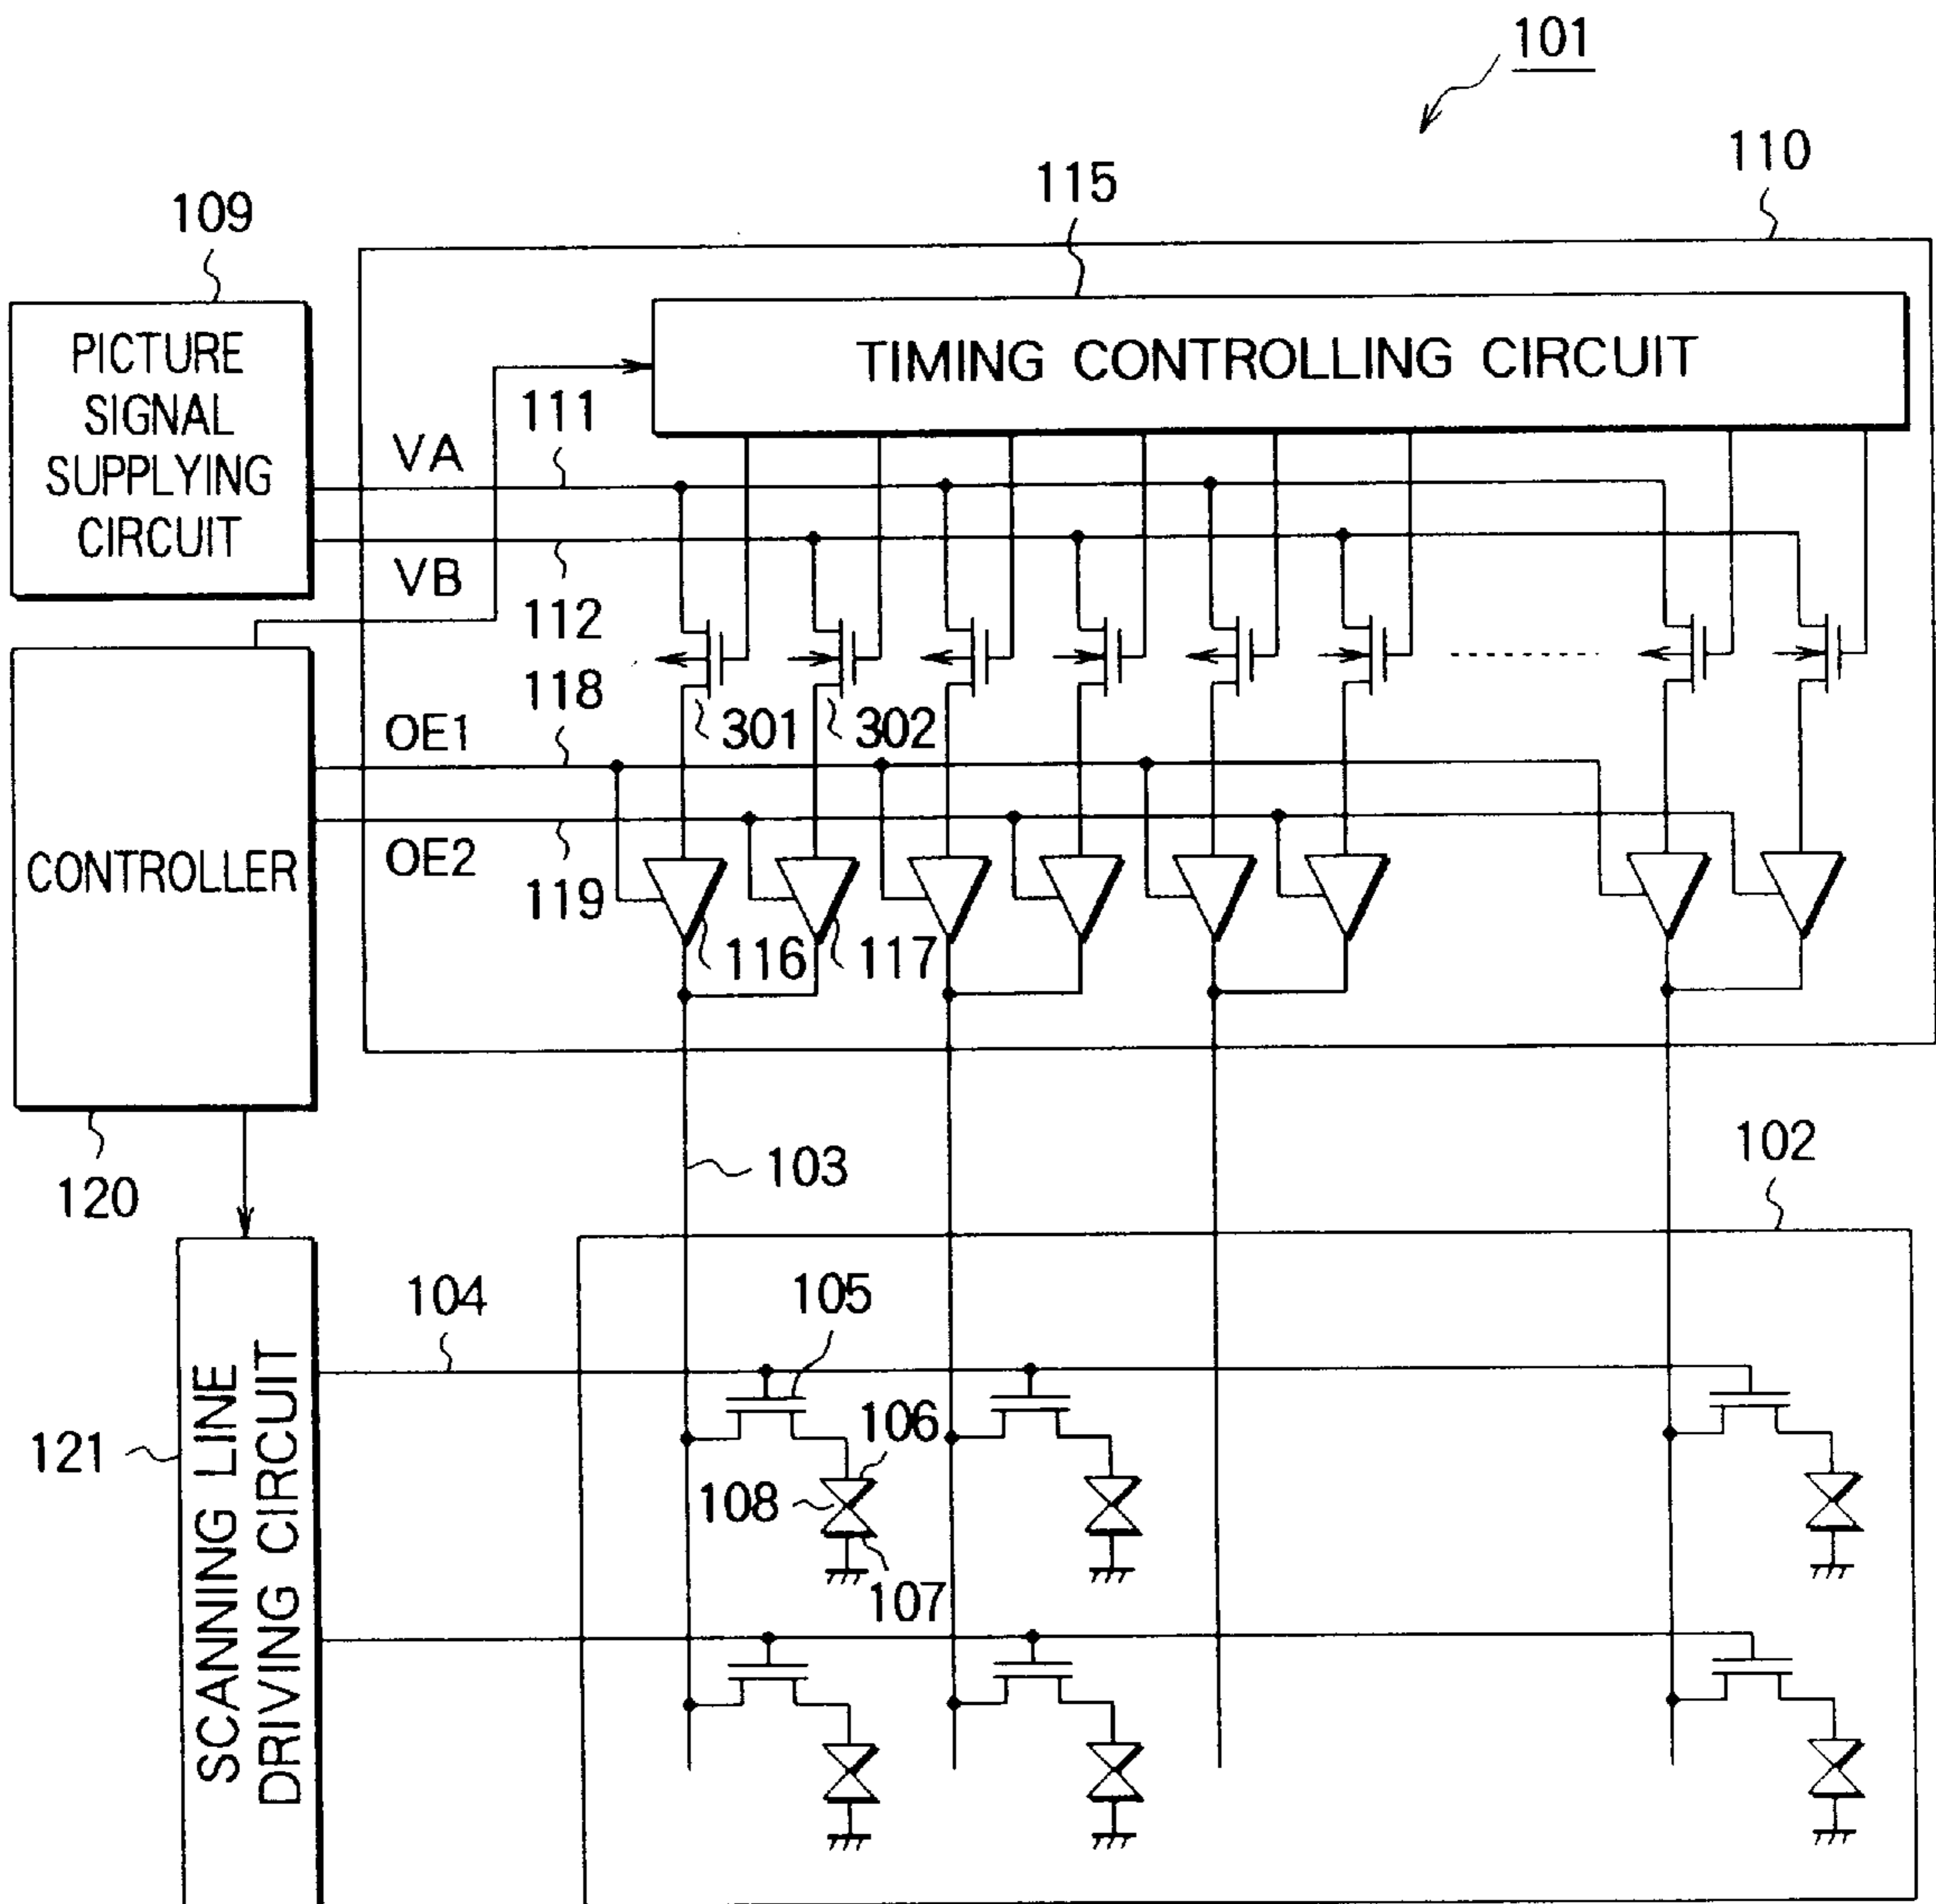 101
110
115
109
PICTURE
SIGNAL
SUPPLYING
CIRCUIT
TIMING CONTROLLING CIRCUIT
111
VA
VB
112
118
301
302
OE1
CONTROLLER
OE2
119
116
117
103
102
120
104
105
106
108
107
121
SCANNING LINE
DRIVING CIRCUIT